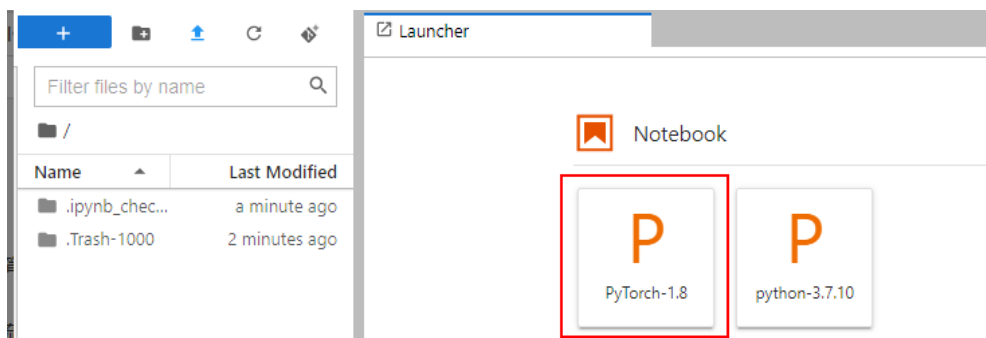 +
Launcher
Filter files by name
/
Name Last Modified
.ipynb_chec... a minute ago
.Trash-1000 2 minutes ago
Notebook
P P
PyTorch-1.8 python-3.7.10